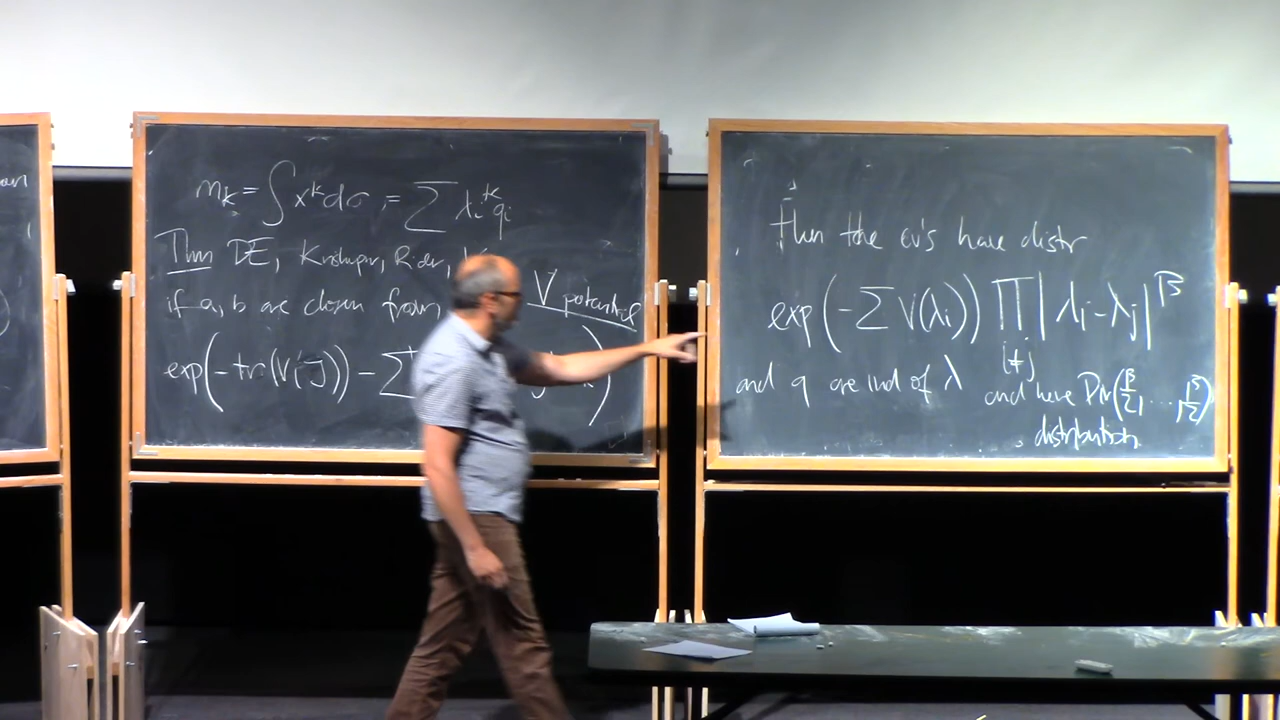 m_k = ∫ x^k dσ = ∑ λ_i^k q_i
Thm DE, Krishnapur, Rider,
if a, b are chosen from V potential
exp(-tr(V(J)) - ∑
Then the ev's have distr
exp(-∑ V(λ_i)) ∏ |λ_i - λ_j|^β
i≠j
and q are ind of λ and have Dir(β/2, ... β/2)
distribution